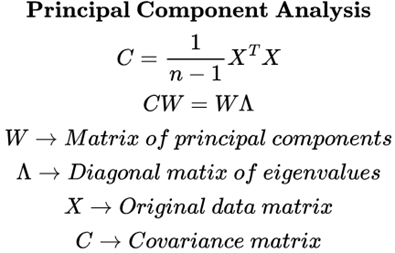 Principal Component Analysis
C = \frac{1}{n - 1} X^T X
CW = WΛ
W → Matrix of principal components
Λ → Diagonal matix of eigenvalues
X → Original data matrix
C → Covariance matrix